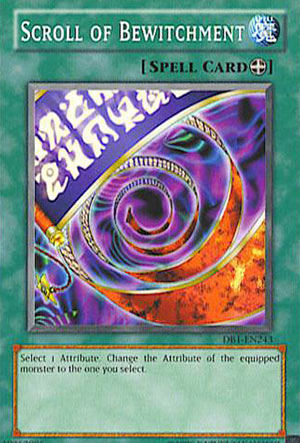 SCROLL OF BEWITCHMENT
[SPELL CARD]
DB1-EN243
Select 1 Attribute. Change the Attribute of the equipped
monster to the one you select.